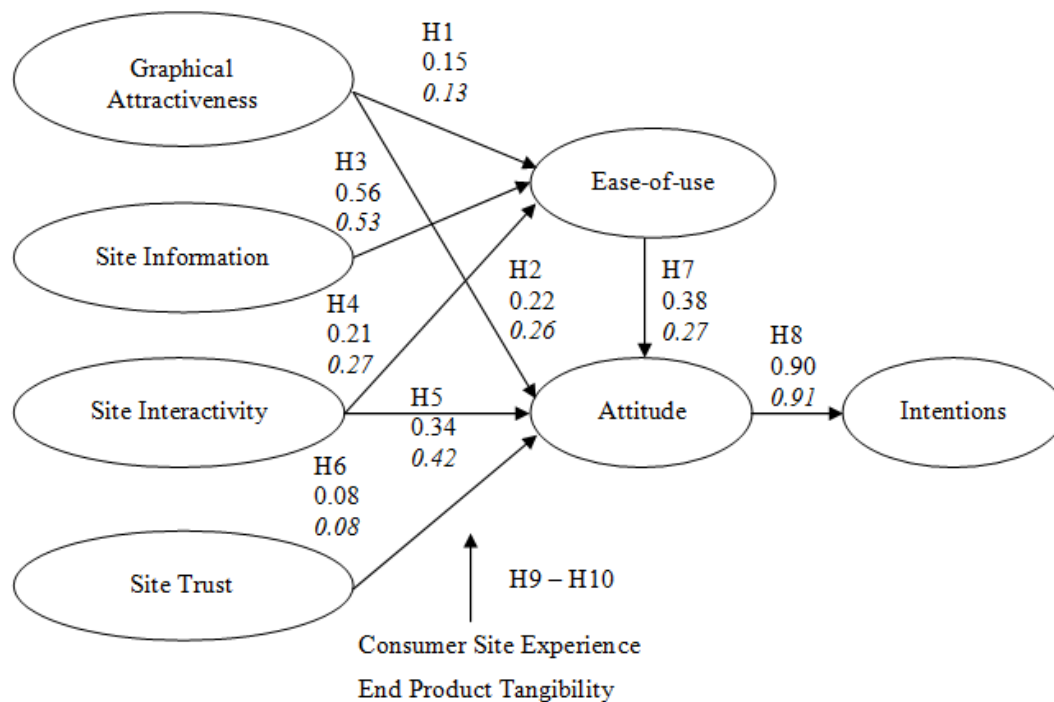 Graphical
Attractiveness
H1
0.15
0.13
H3
0.56
0.53
Ease-of-use
Site Information
H2
0.22
0.26
H7
0.38
0.27
H4
0.21
0.27
H8
0.90
0.91
Site Interactivity
H5
0.34
0.42
Attitude
Intentions
H6
0.08
0.08
Site Trust
H9 – H10
Consumer Site Experience
End Product Tangibility